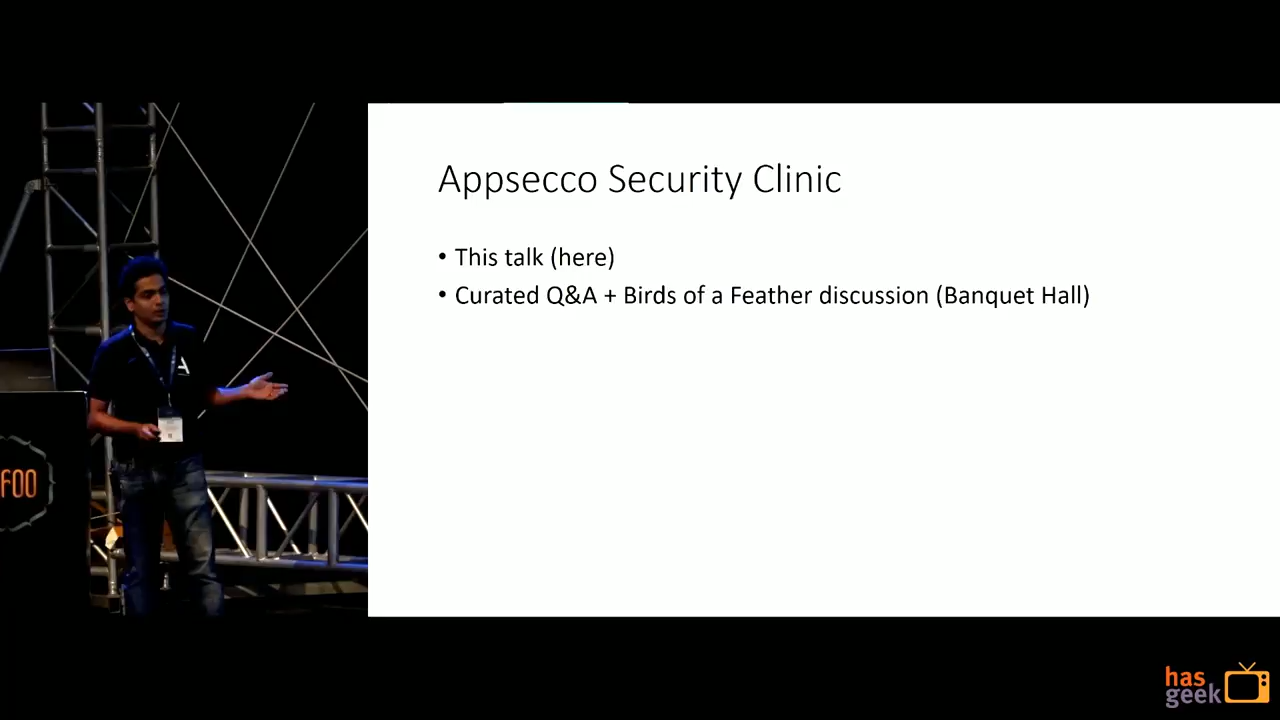 Appsecco Security Clinic
• This talk (here)
• Curated Q&A + Birds of a Feather discussion (Banquet Hall)
A
FOO
has
geek